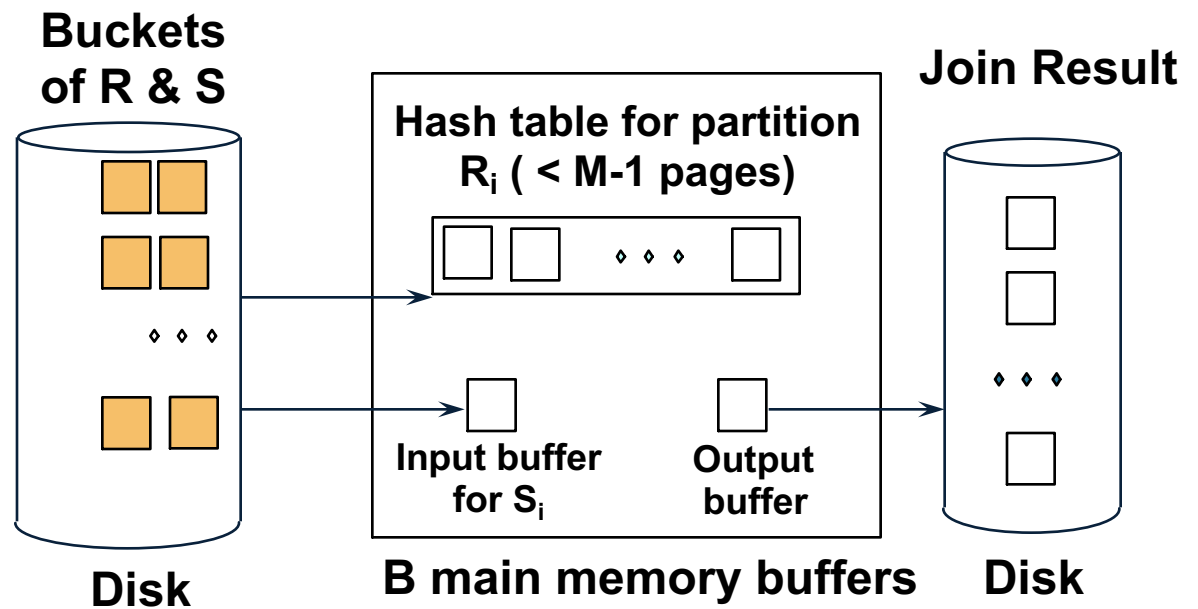 Buckets
of R & S
Join Result
Hash table for partition
Rᵢ ( < M-1 pages)
Input buffer
for Sᵢ
Output
buffer
Disk
B main memory buffers
Disk